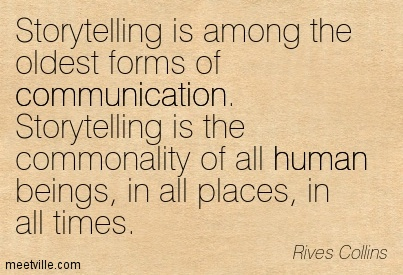 Storytelling is among the
oldest forms of
communication.
Storytelling is the
commonality of all human
beings, in all places, in
all times.
Rives Collins
meetville.com